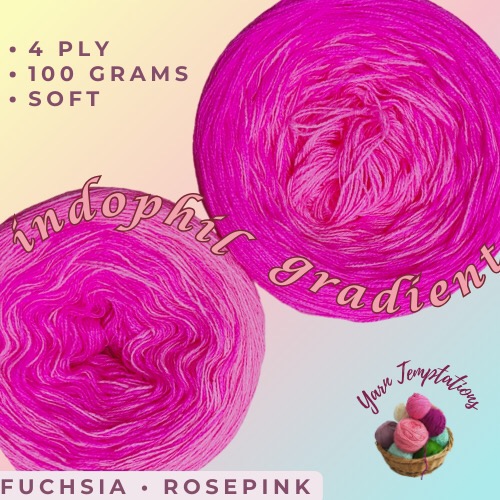 • 4 PLY
• 100 GRAMS
• SOFT
indophil gradient
Yarn Temptations
FUCHSIA • ROSEPINK